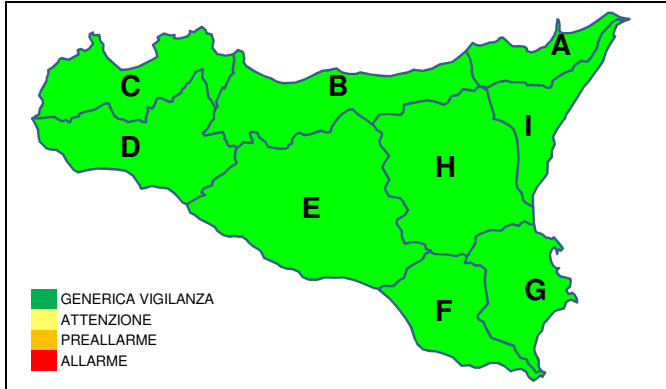 A
B
C
I
D
H
E
G
F
GENERICA VIGILANZA
ATTENZIONE
PREALLARME
ALLARME